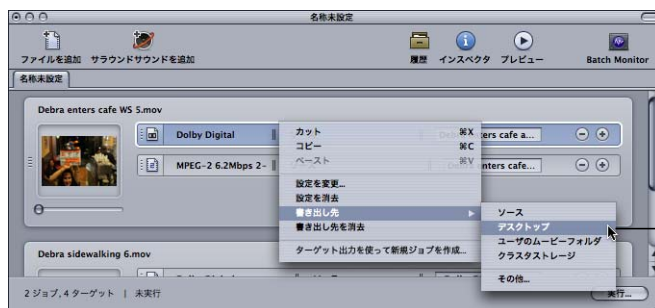 名称未設定
ファイルを追加 サラウンドサウンドを追加 履歴 インスペクタ プレビュー Batch Monitor
名称未設定
Debra enters cafe WS 5.mov
Dolby Digital
ters cafe a...
MPEG-2 6.2Mbps 2-
enters cafe...
カット ⌘X
コピー ⌘C
ペースト ⌘V
設定を変更...
設定を消去
書き出し先
書き出し先を消去
ターゲット出力を使って新規ジョブを作成...
ソース
デスクトップ
ユーザのムービーフォルダ
クラスタストレージ
その他...
Debra sidewalking 6.mov
2 ジョブ, 4 ターゲット | 未実行
実行...